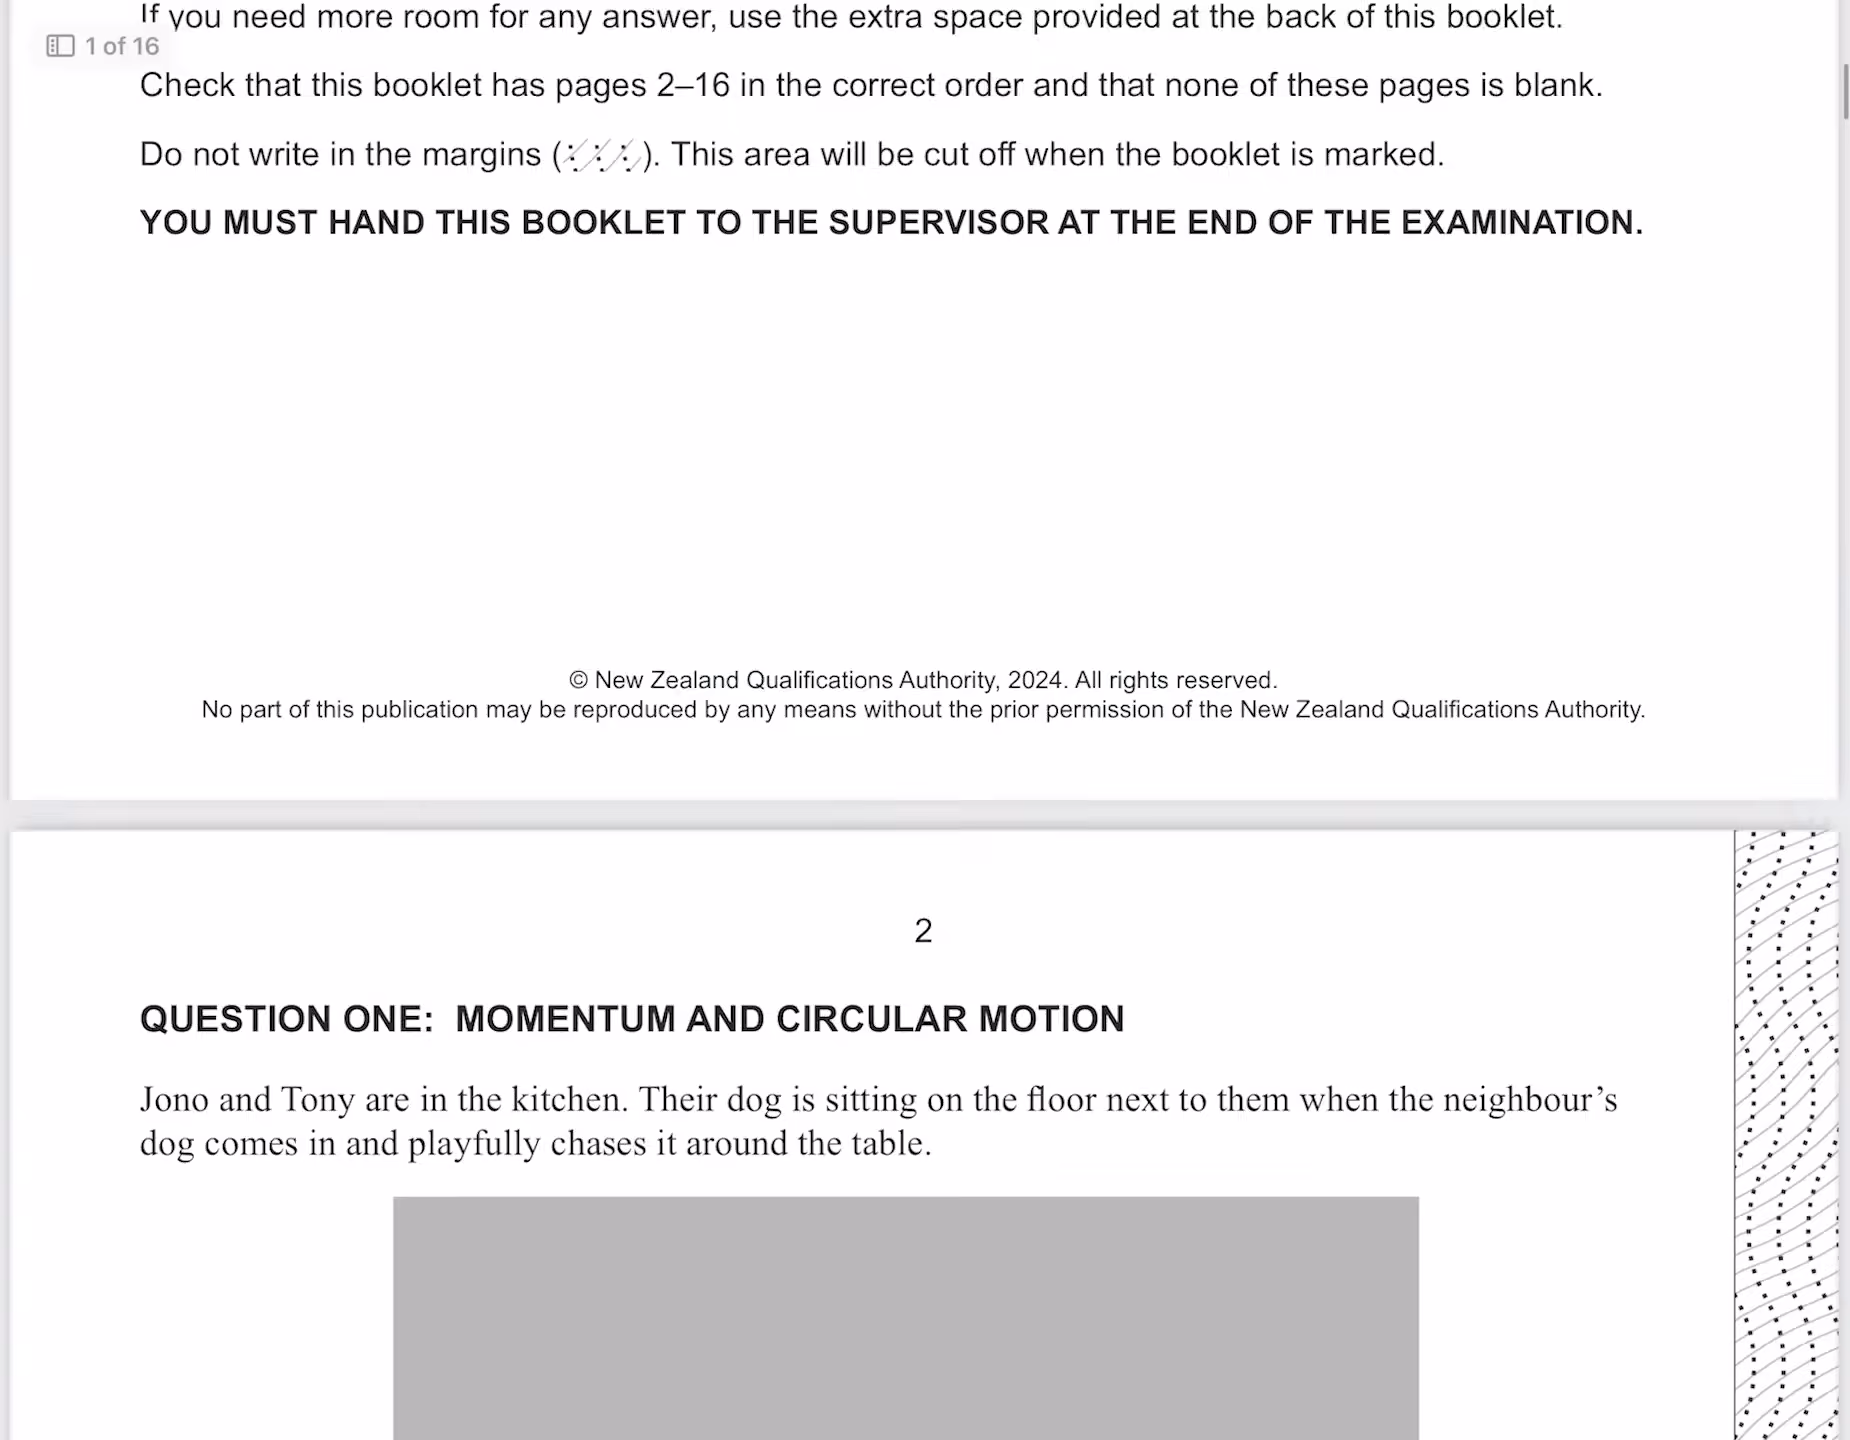 If you need more room for any answer, use the extra space provided at the back of this booklet.
1 of 16
Check that this booklet has pages 2–16 in the correct order and that none of these pages is blank.
Do not write in the margins (). This area will be cut off when the booklet is marked.
YOU MUST HAND THIS BOOKLET TO THE SUPERVISOR AT THE END OF THE EXAMINATION.
© New Zealand Qualifications Authority, 2024. All rights reserved.
No part of this publication may be reproduced by any means without the prior permission of the New Zealand Qualifications Authority.
2
QUESTION ONE: MOMENTUM AND CIRCULAR MOTION
Jono and Tony are in the kitchen. Their dog is sitting on the floor next to them when the neighbour’s
dog comes in and playfully chases it around the table.